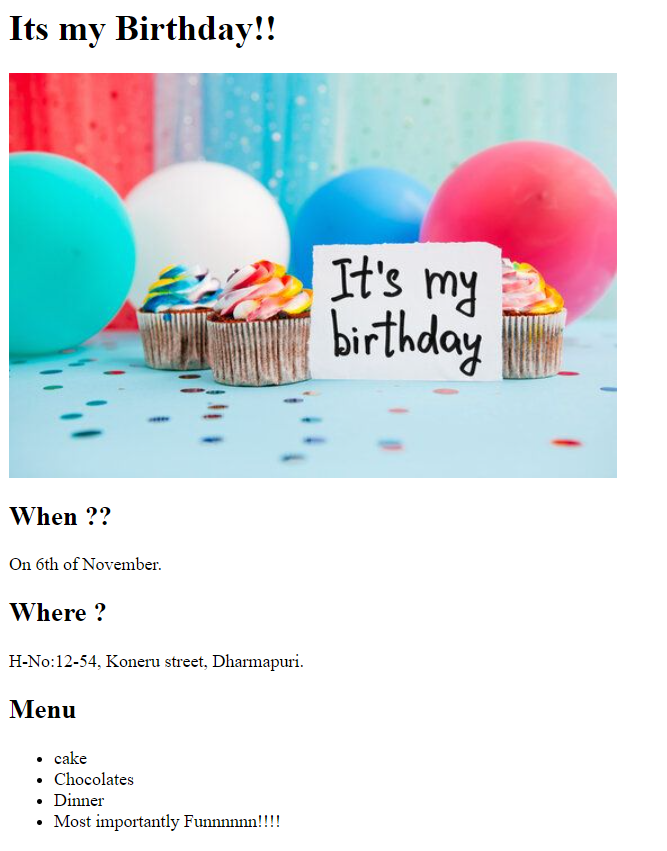 Its my Birthday!!
It's my
birthday
When ??
On 6th of November.
Where ?
H-No:12-54, Koneru street, Dharmapuri.
Menu
cake
Chocolates
Dinner
Most importantly Funnnnnn!!!!